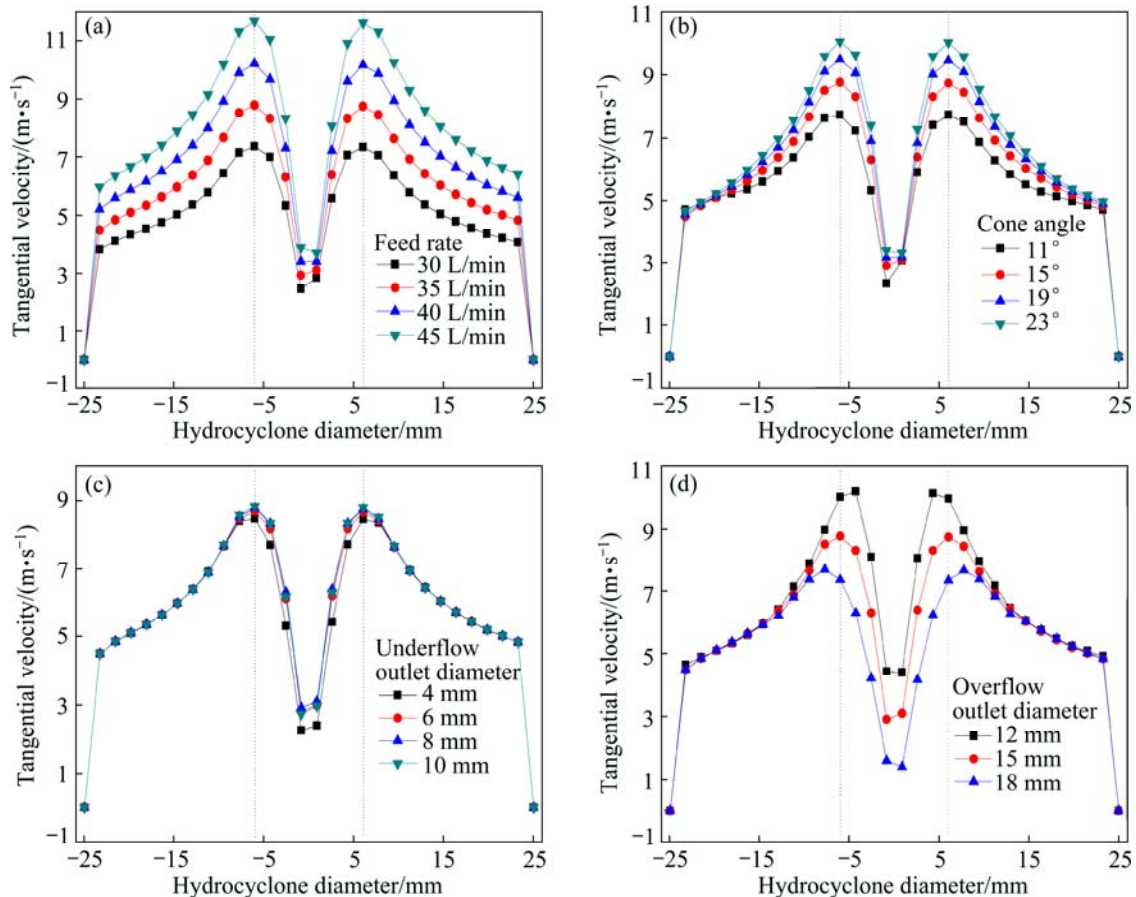 (a)
11
9
7
5
3
1
−1
Tangential velocity/(m•s⁻¹)
Feed rate
30 L/min
35 L/min
40 L/min
45 L/min
−25 −15 −5 5 15 25
Hydrocyclone diameter/mm
(b)
11
9
7
5
3
1
−1
Tangential velocity/(m•s⁻¹)
Cone angle
11°
15°
19°
23°
−25 −15 −5 5 15 25
Hydrocyclone diameter/mm
(c)
9
7
5
3
1
−1
Tangential velocity/(m•s⁻¹)
Underflow
outlet diameter
4 mm
6 mm
8 mm
10 mm
−25 −15 −5 5 15 25
Hydrocyclone diameter/mm
(d)
11
9
7
5
3
1
−1
Tangential velocity/(m•s⁻¹)
Overflow
outlet diameter
12 mm
15 mm
18 mm
−25 −15 −5 5 15 25
Hydrocyclone diameter/mm